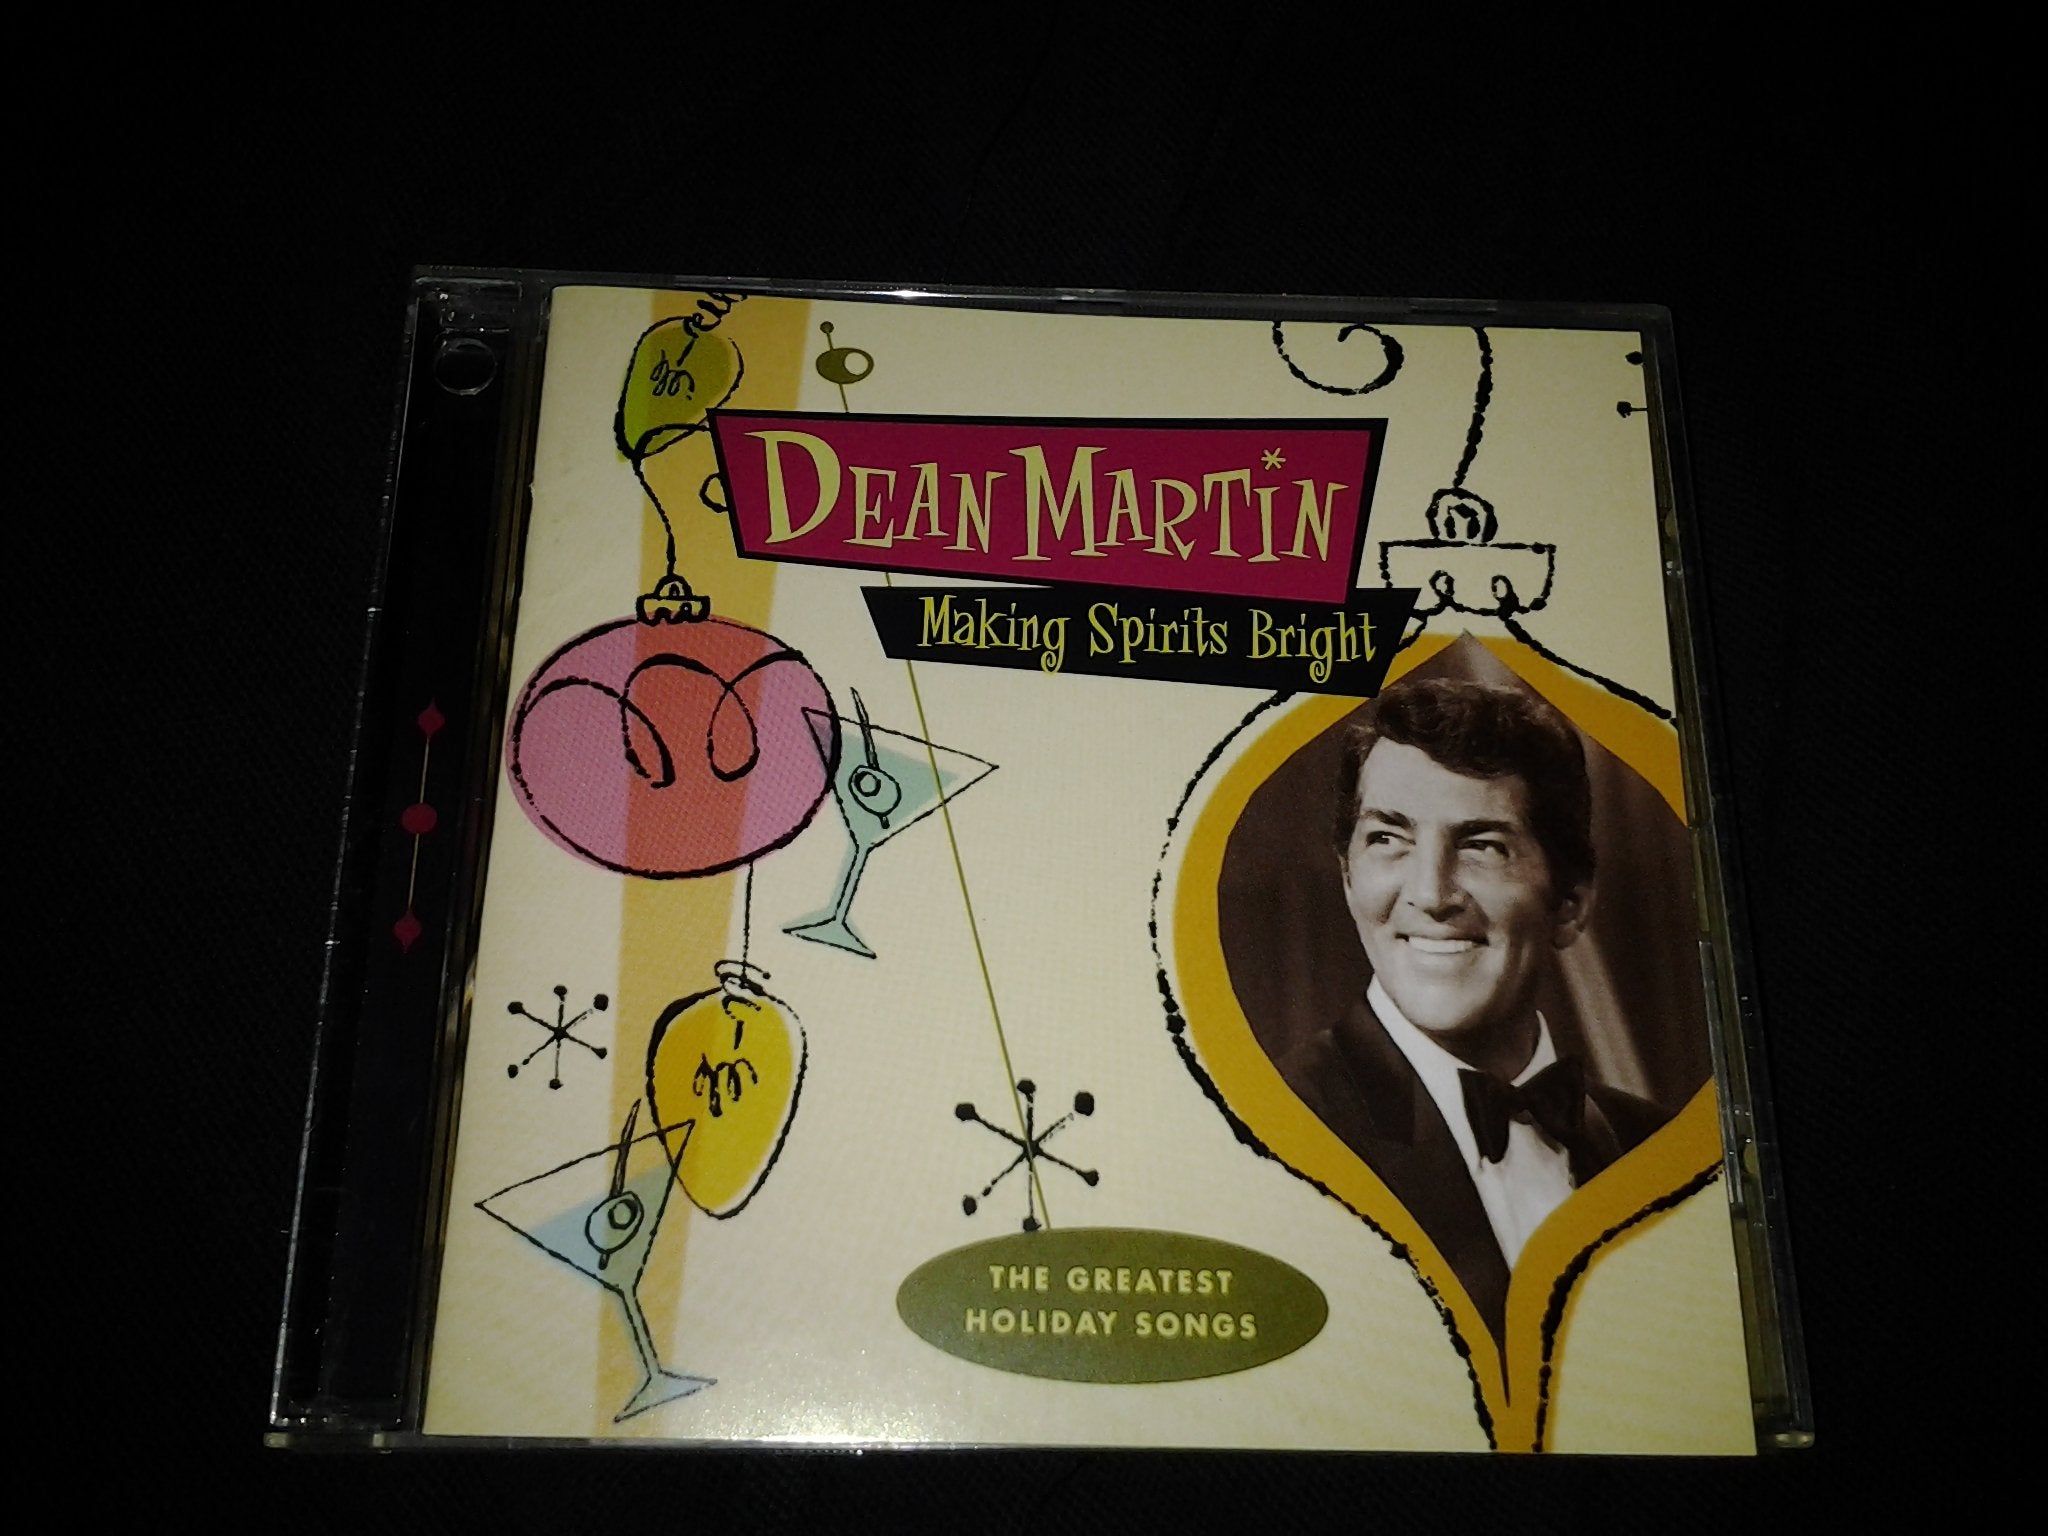 DEAN MARTIN
Making Spirits Bright
THE GREATEST
HOLIDAY SONGS